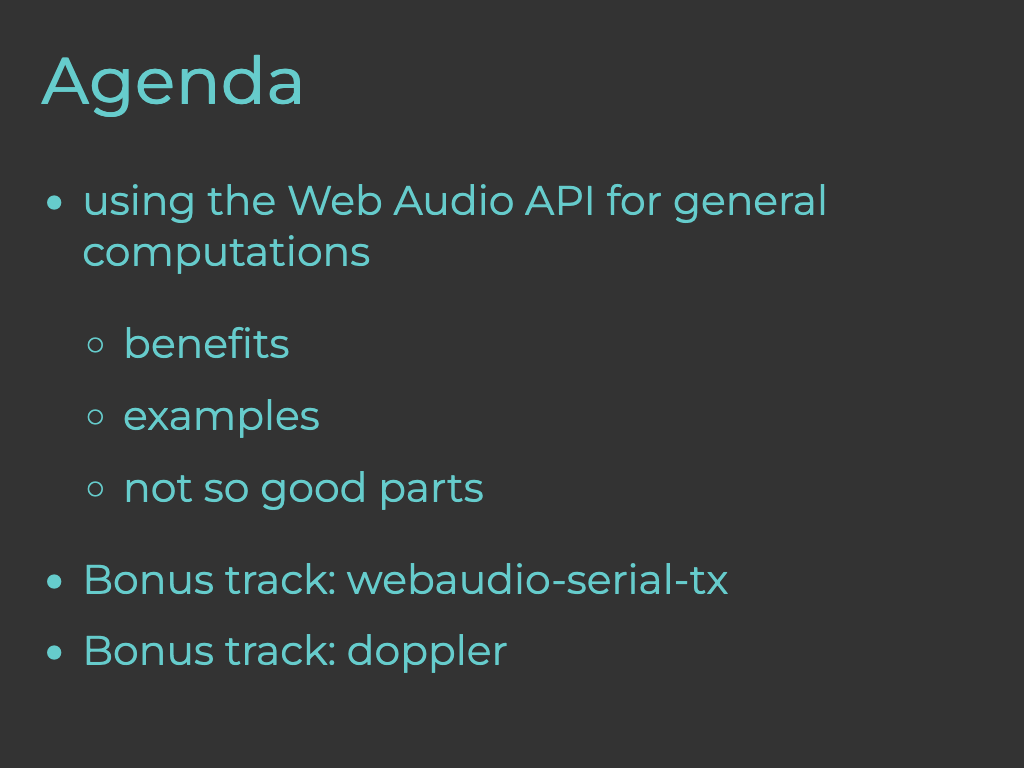 Agenda
• using the Web Audio API for general
computations
○ benefits
○ examples
○ not so good parts
• Bonus track: webaudio-serial-tx
• Bonus track: doppler